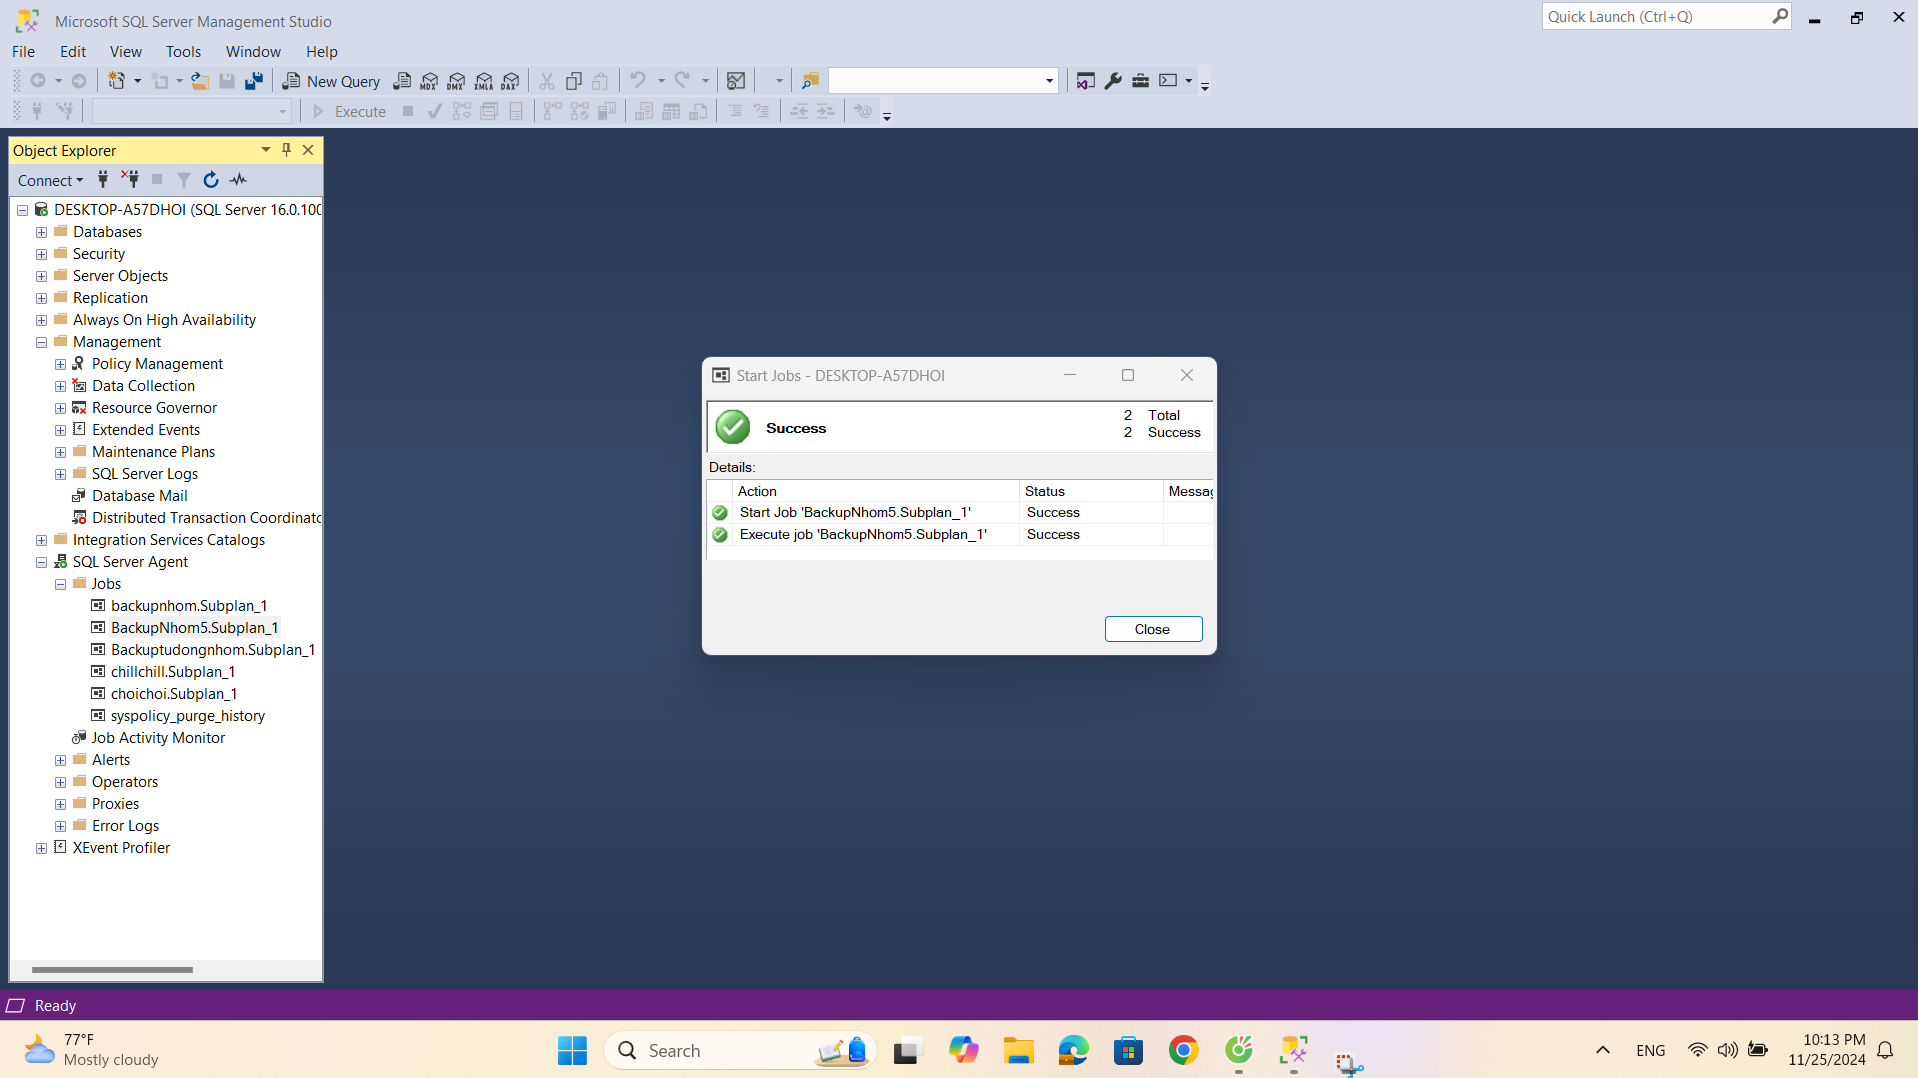 Microsoft SQL Server Management Studio
Quick Launch (Ctrl+Q)
File Edit View Tools Window Help
New Query MDX DMX XMLA DAX
Execute
Object Explorer
Connect
DESKTOP-A57DHOI (SQL Server 16.0.100
Databases
Security
Server Objects
Replication
Always On High Availability
Management
Policy Management
Data Collection
Resource Governor
Extended Events
Maintenance Plans
SQL Server Logs
Database Mail
Distributed Transaction Coordinato
Integration Services Catalogs
SQL Server Agent
Jobs
backupnhom.Subplan_1
BackupNhom5.Subplan_1
Backuptudongnhom.Subplan_1
chillchill.Subplan_1
choichoi.Subplan_1
syspolicy_purge_history
Job Activity Monitor
Alerts
Operators
Proxies
Error Logs
XEvent Profiler
Start Jobs - DESKTOP-A57DHOI
Success
2 Total
2 Success
Details:
Action Status Messag
Start Job 'BackupNhom5.Subplan_1' Success
Execute job 'BackupNhom5.Subplan_1' Success
Close
Ready
77°F
Mostly cloudy
Search
ENG
10:13 PM
11/25/2024